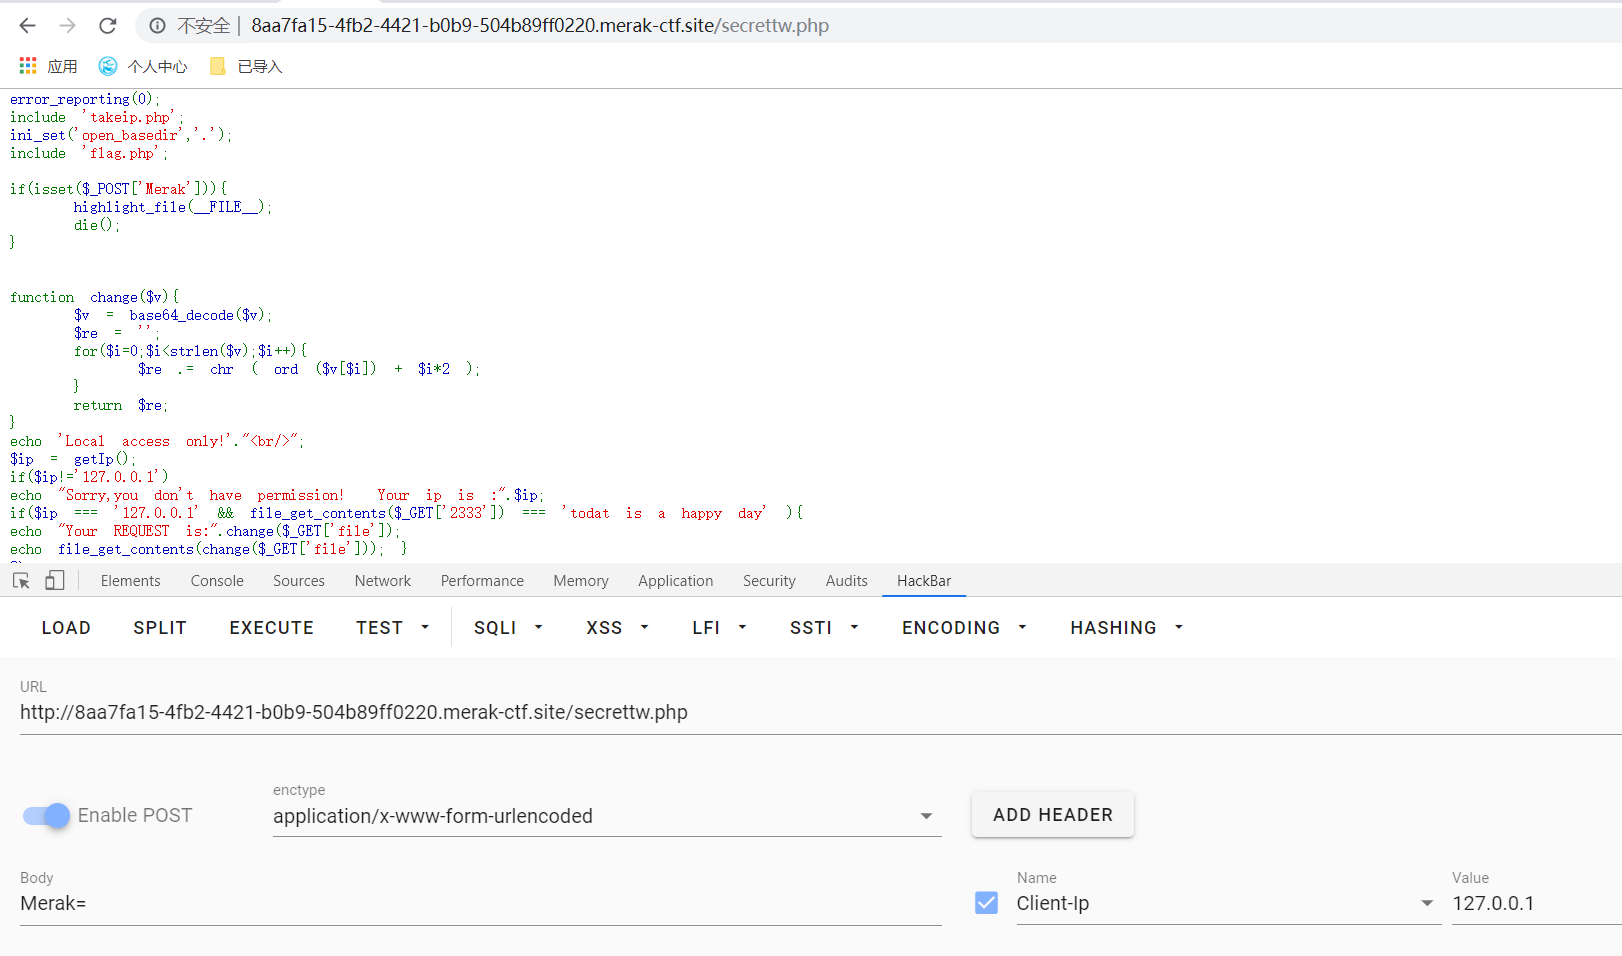 不安全 | 8aa7fa15-4fb2-4421-b0b9-504b89ff0220.merak-ctf.site/secrettw.php
应用 个人中心 已导入
error_reporting(0);
include 'takeip.php';
ini_set('open_basedir','.');
include 'flag.php';
if(isset($_POST['Merak'])){
highlight_file(__FILE__);
die();
}
function change($v){
$v = base64_decode($v);
$re = '';
for($i=0;$i<strlen($v);$i++){
$re .= chr ( ord ($v[$i]) + $i*2 );
}
return $re;
}
echo 'Local access only!'."<br/>";
$ip = getIp();
if($ip!='127.0.0.1')
echo "Sorry,you don't have permission! Your ip is :".$ip;
if($ip === '127.0.0.1' && file_get_contents($_GET['2333']) === 'todat is a happy day' ){
echo "Your REQUEST is:".change($_GET['file']);
echo file_get_contents(change($_GET['file'])); }
Elements Console Sources Network Performance Memory Application Security Audits HackBar
LOAD SPLIT EXECUTE TEST SQLI XSS LFI SSTI ENCODING HASHING
URL
http://8aa7fa15-4fb2-4421-b0b9-504b89ff0220.merak-ctf.site/secrettw.php
Enable POST
enctype
application/x-www-form-urlencoded
ADD HEADER
Body
Merak=
Name
Client-Ip
Value
127.0.0.1